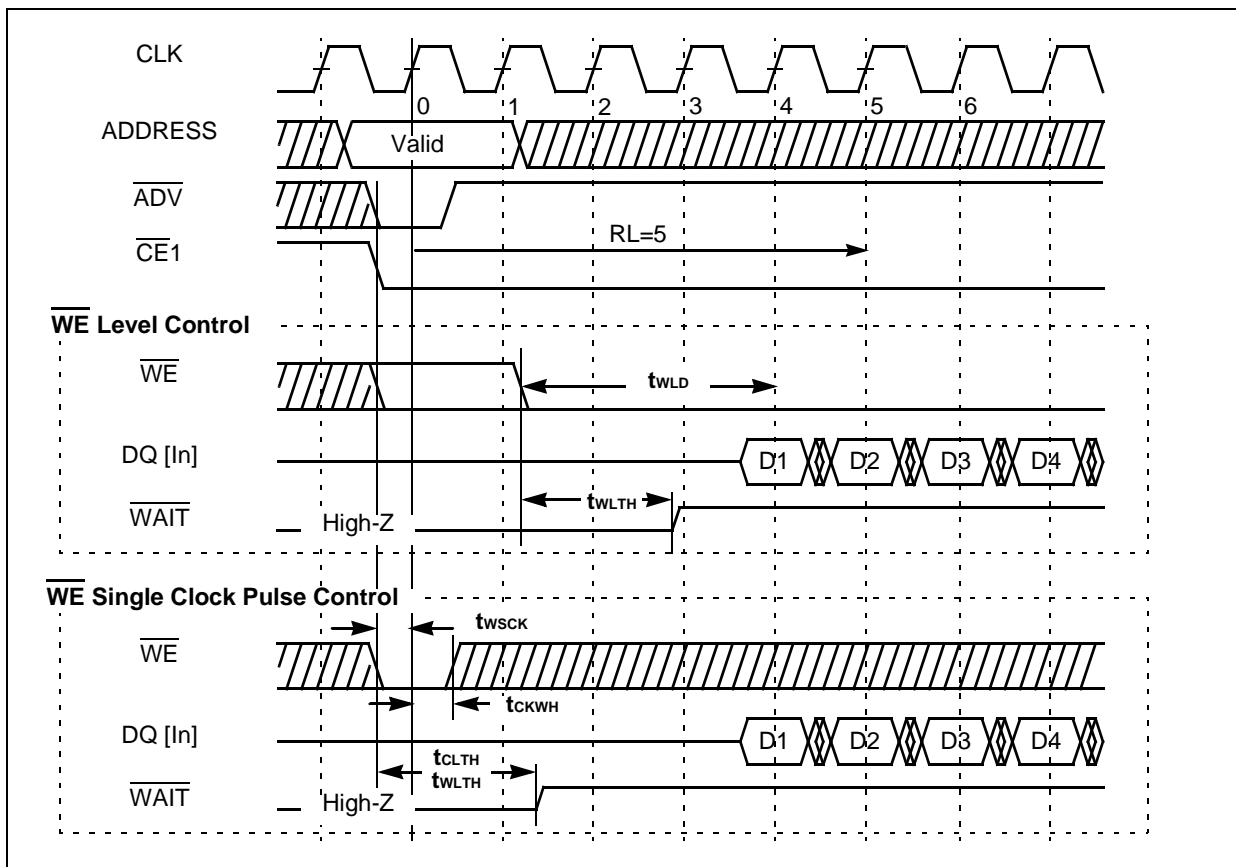 CLK
0 1 2 3 4 5 6
ADDRESS
Valid
ADV
RL=5
CE1
WE Level Control
WE
tWLD
DQ [In]
D1 D2 D3 D4
tWLTH
WAIT
High-Z
WE Single Clock Pulse Control
tWSCK
WE
tCKWH
DQ [In]
D1 D2 D3 D4
tCLTH
tWLTH
WAIT
High-Z